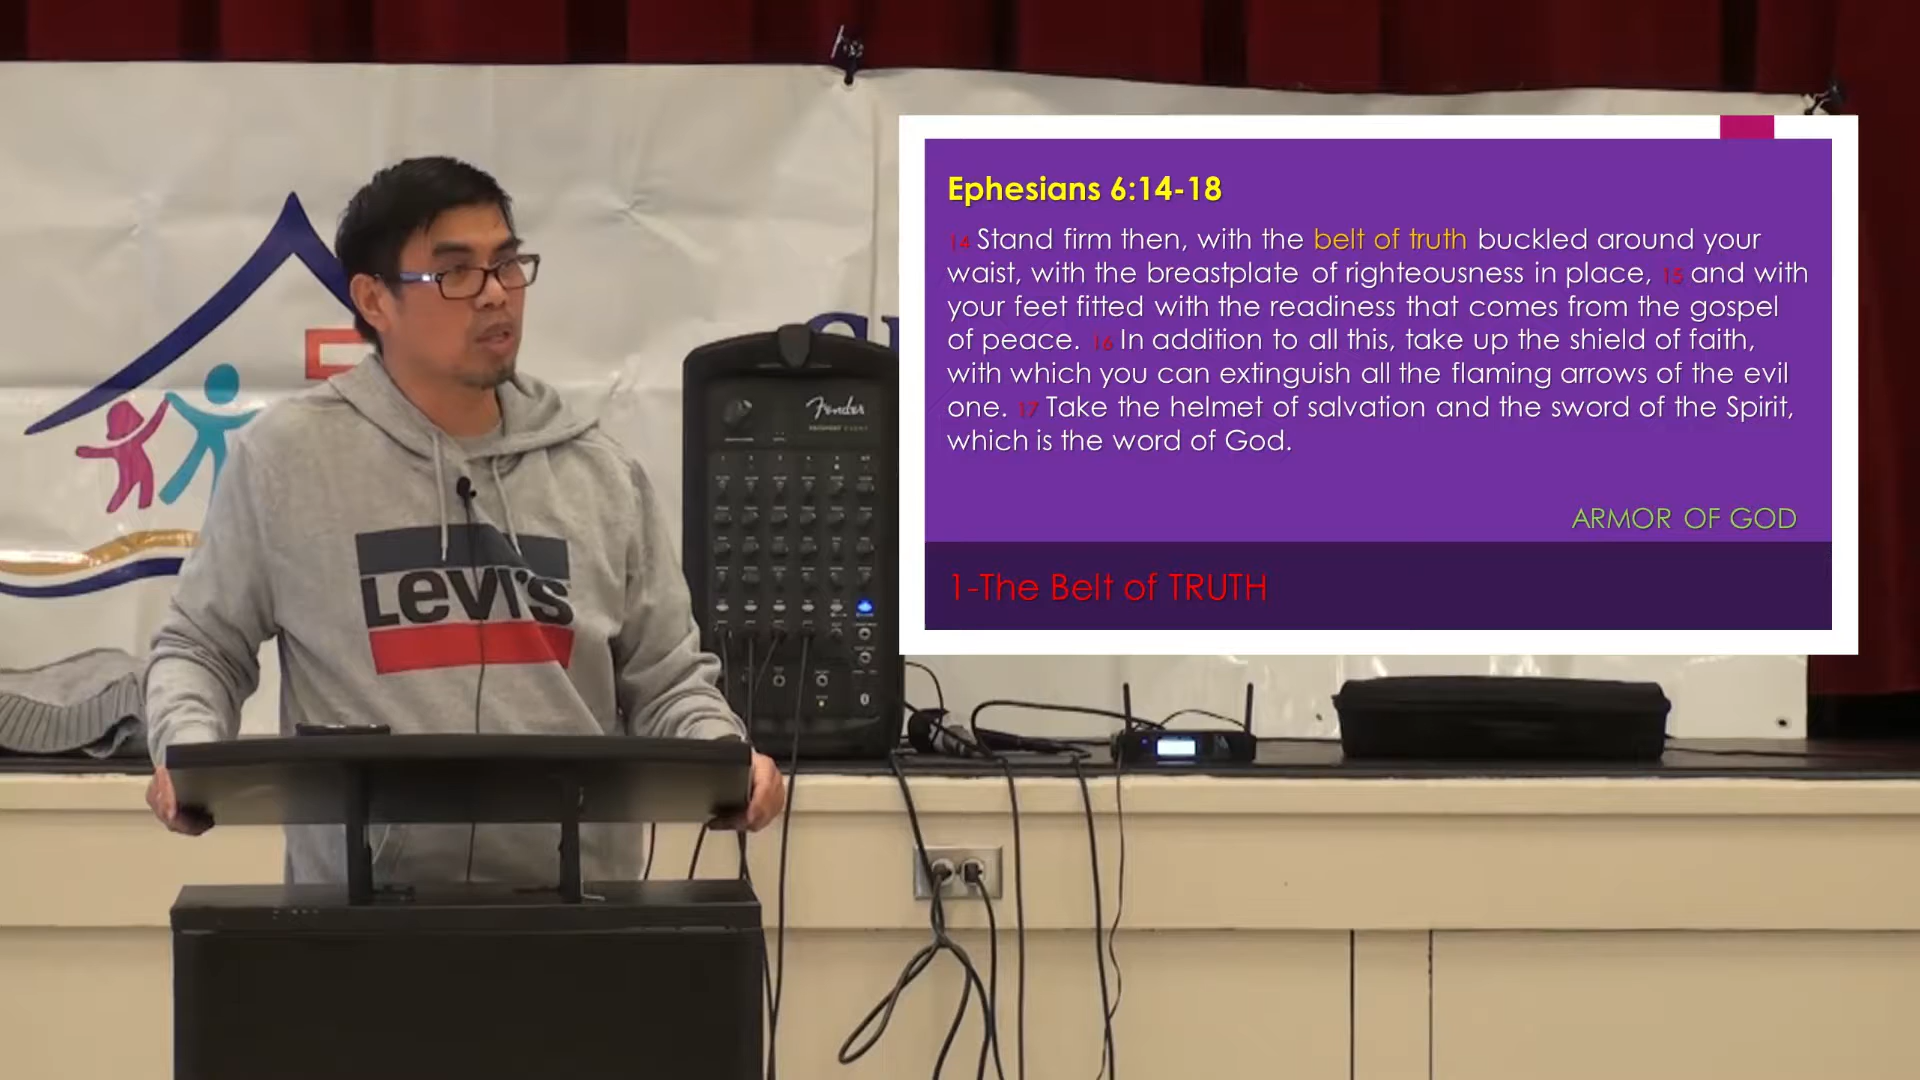 Ephesians 6:14-18
14 Stand firm then, with the belt of truth buckled around your
waist, with the breastplate of righteousness in place, 15 and with
your feet fitted with the readiness that comes from the gospel
of peace. 16 In addition to all this, take up the shield of faith,
with which you can extinguish all the flaming arrows of the evil
one. 17 Take the helmet of salvation and the sword of the Spirit,
which is the word of God.
ARMOR OF GOD
1-The Belt of TRUTH
Fender
LEVI'S